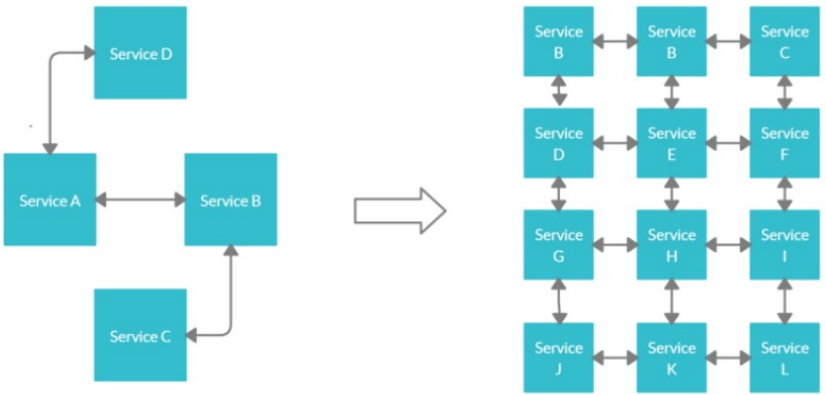 Service D
Service A
Service B
Service C
Service
B
Service
B
Service
C
Service
D
Service
E
Service
F
Service
G
Service
H
Service
I
Service
J
Service
K
Service
L